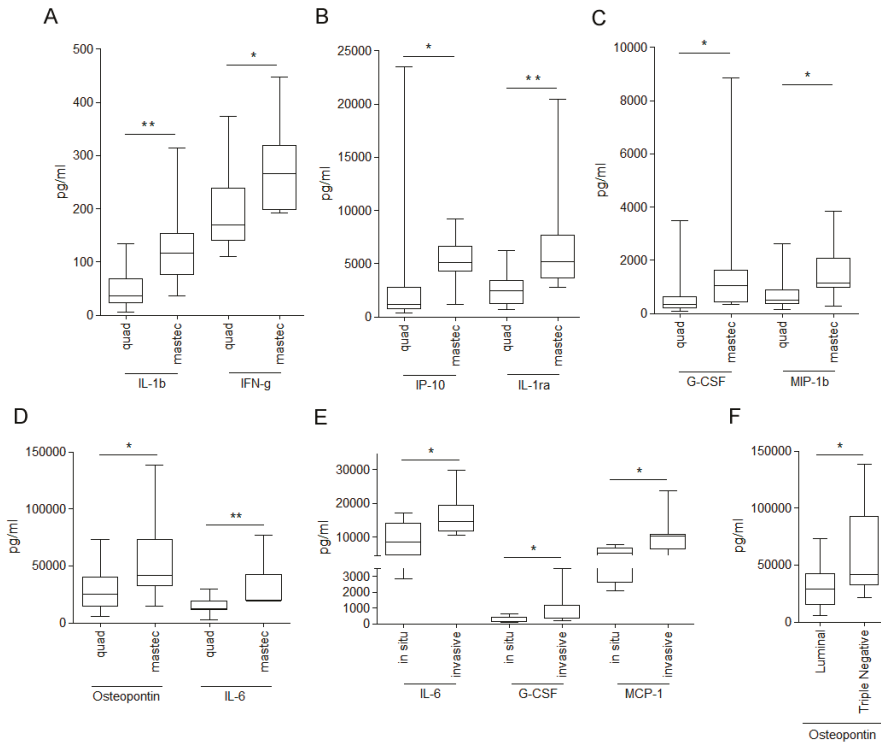 A
500
400
300
200
100
0
pg/ml
**
*
quad
mastec
quad
mastec
IL-1b
IFN-g
B
25000
20000
15000
10000
5000
0
pg/ml
*
**
quad
mastec
quad
mastec
IP-10
IL-1ra
C
10000
8000
6000
4000
2000
0
pg/ml
*
*
quad
mastec
quad
mastec
G-CSF
MIP-1b
D
150000
100000
50000
0
pg/ml
*
**
quad
mastec
quad
mastec
Osteopontin
IL-6
E
30000
20000
10000
3000
2000
1000
0
pg/ml
*
*
*
in situ
invasive
in situ
invasive
in situ
invasive
IL-6
G-CSF
MCP-1
F
150000
100000
50000
0
pg/ml
*
Luminal
Triple Negative
Osteopontin